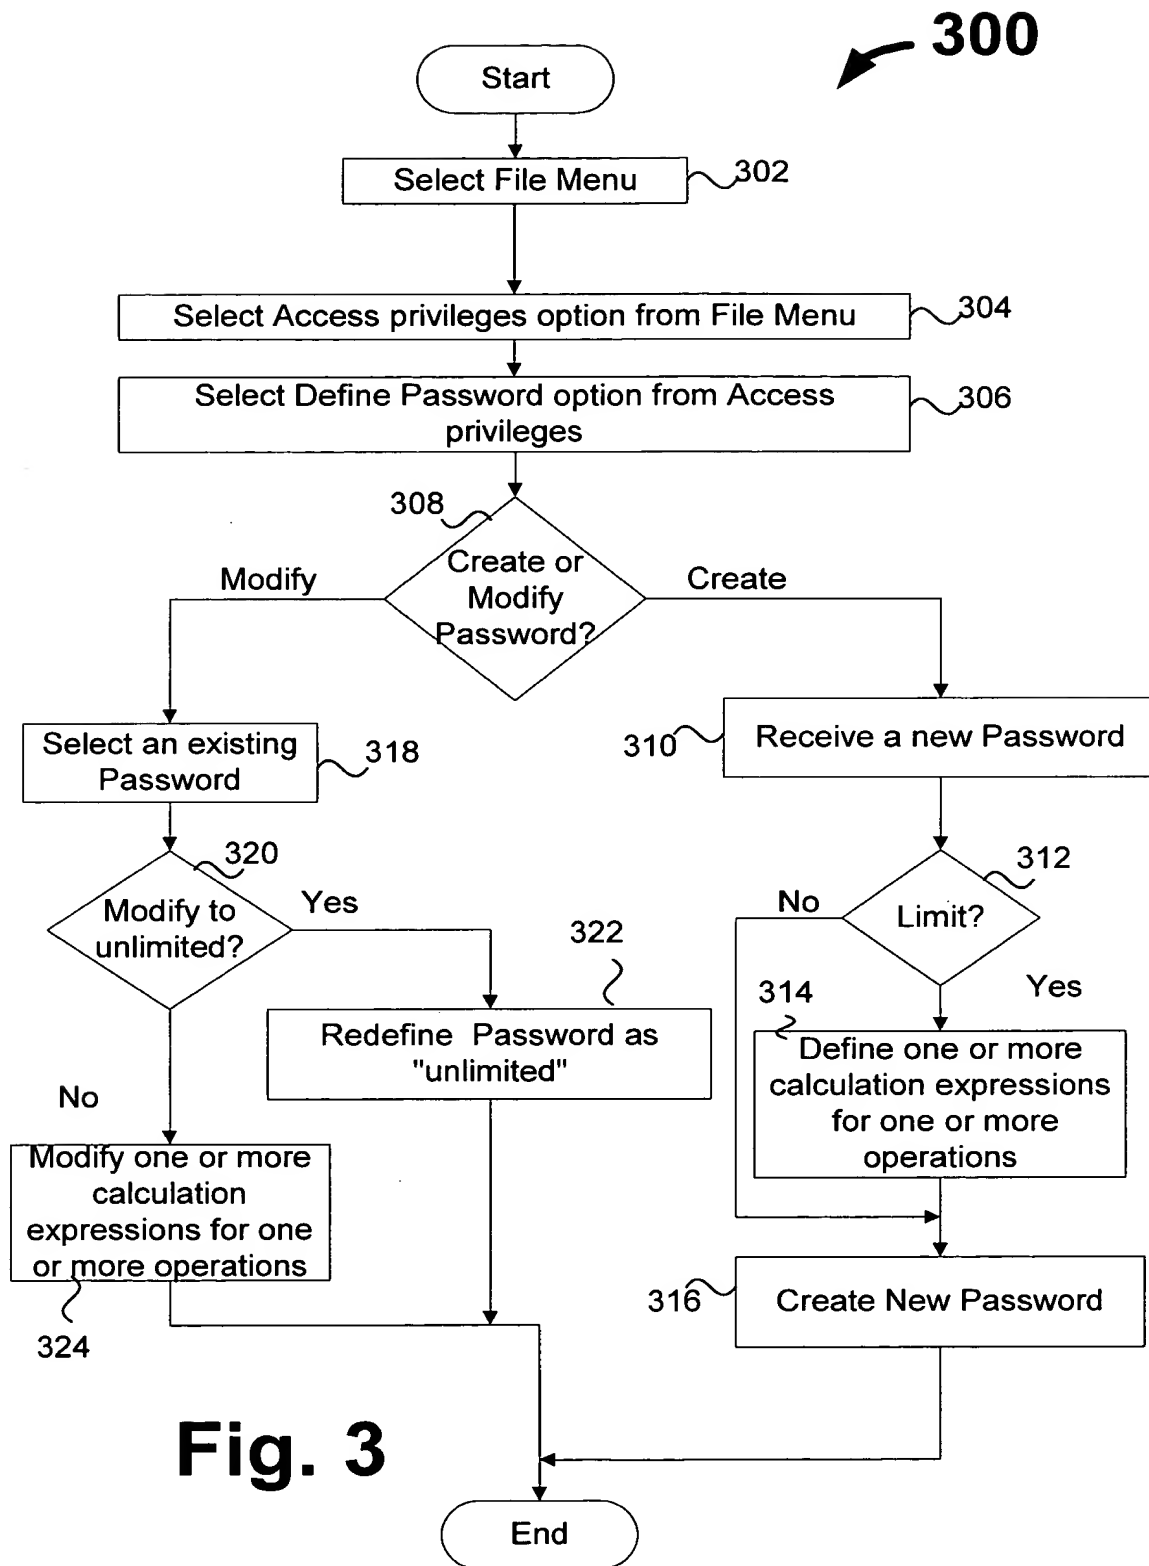 300
Start
Select File Menu
302
Select Access privileges option from File Menu
304
Select Define Password option from Access
privileges
306
308
Create or
Modify
Password?
Modify
Create
Select an existing
Password
318
310
Receive a new Password
320
Modify to
unlimited?
Yes
312
Limit?
No
Yes
322
Redefine Password as
"unlimited"
314
Define one or more
calculation expressions
for one or more
operations
No
Modify one or more
calculation
expressions for one
or more operations
324
316
Create New Password
Fig. 3
End